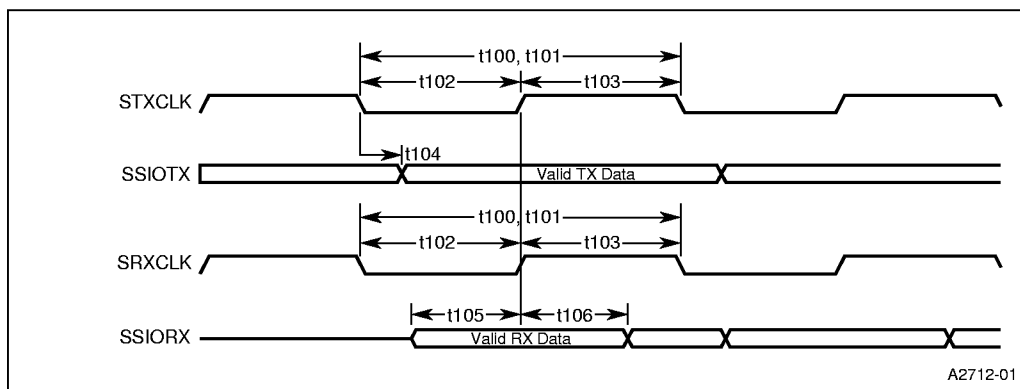 t100, t101
t102 t103
STXCLK
t104
SSIOTX Valid TX Data
t100, t101
t102 t103
SRXCLK
t105 t106
SSIORX Valid RX Data
A2712-01